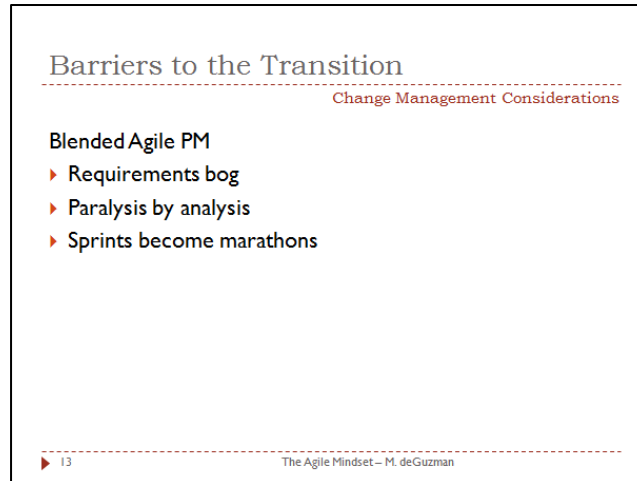 Barriers to the Transition
Change Management Considerations
Blended Agile PM
Requirements bog
Paralysis by analysis
Sprints become marathons
13
The Agile Mindset – M. deGuzman